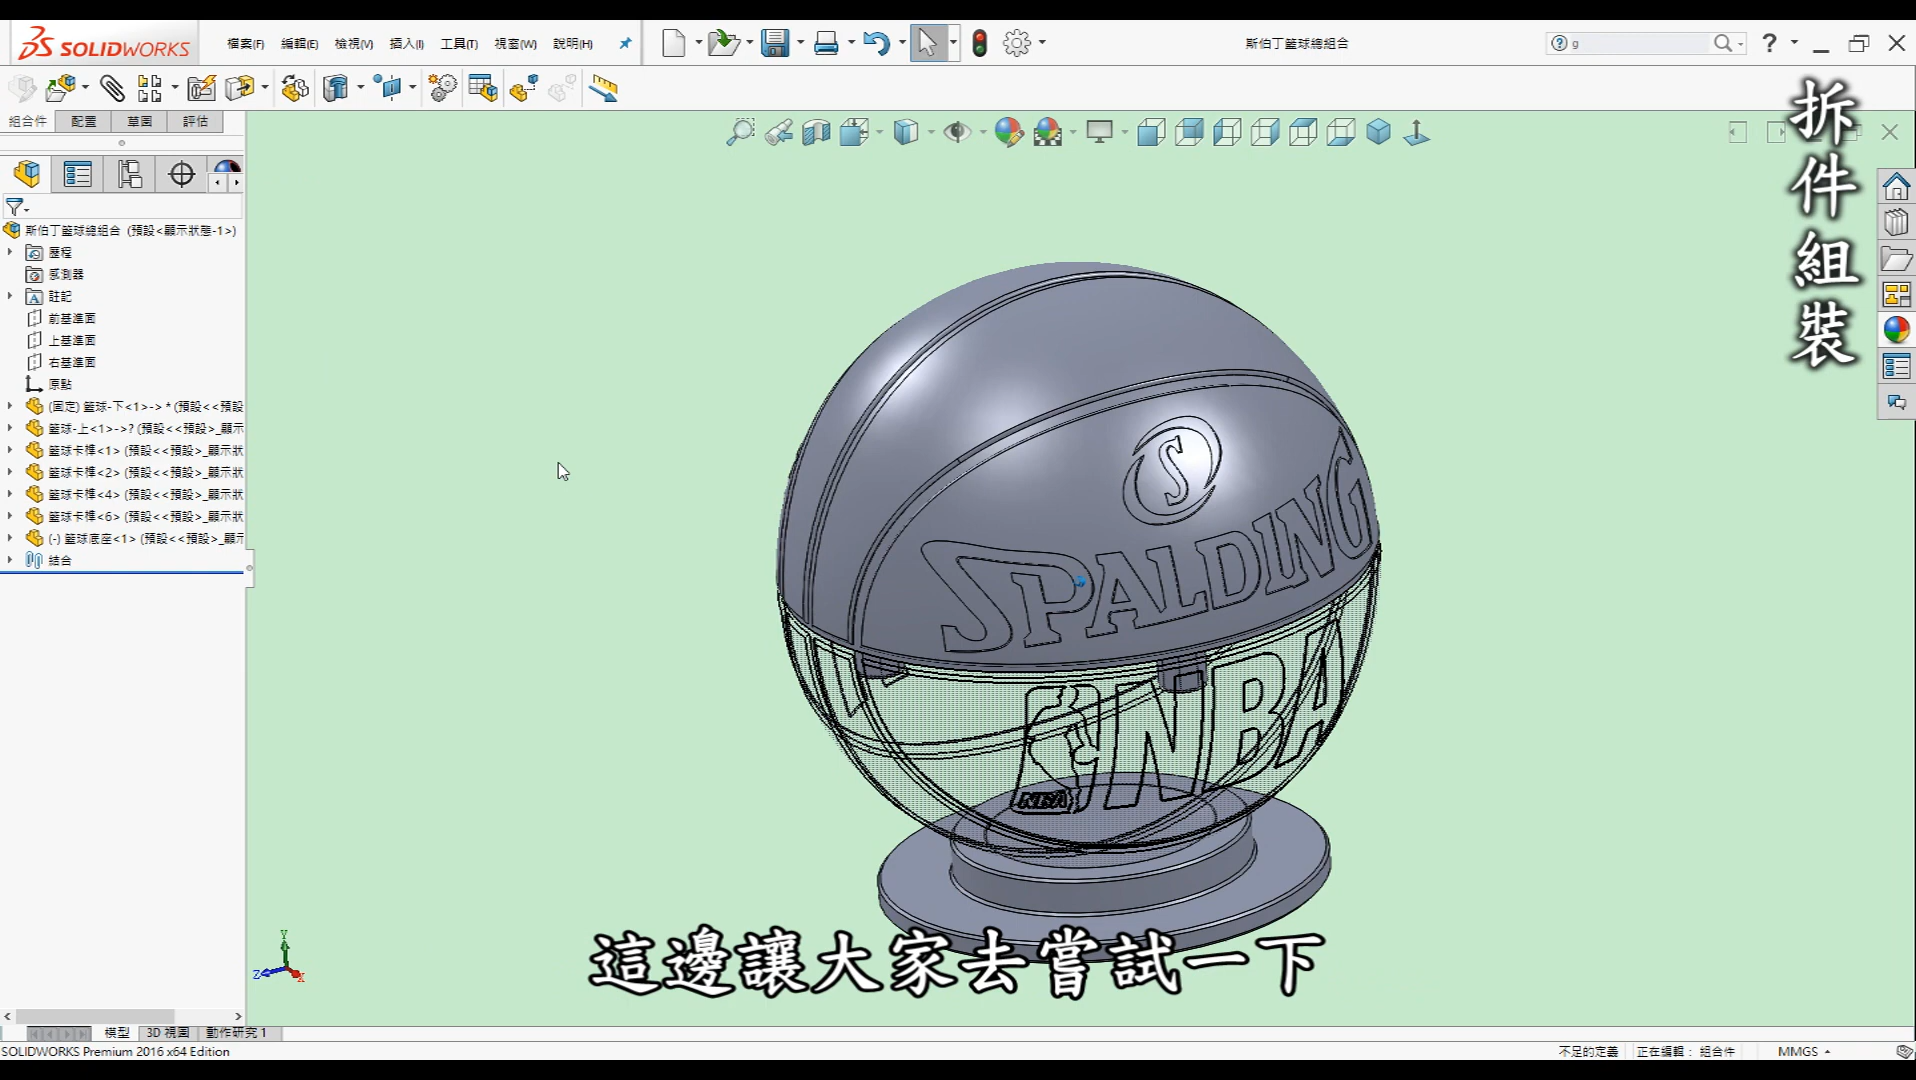 SOLIDWORKS
檔案(F) 編輯(E) 檢視(V) 插入(I) 工具(T) 視窗(W) 說明(H)
斯伯丁籃球總組合
g
組合件 配置 草圖 評估
斯伯丁籃球總組合 (預設<顯示狀態-1>)
歷程
感測器
註記
前基準面
上基準面
右基準面
原點
(固定) 籃球-下<1>-> * (預設<<預設
籃球-上<1>->? (預設<<預設>_顯示
籃球卡榫<1> (預設<<預設>_顯示狀
籃球卡榫<2> (預設<<預設>_顯示狀
籃球卡榫<4> (預設<<預設>_顯示狀
籃球卡榫<6> (預設<<預設>_顯示狀
(-) 籃球底座<1> (預設<<預設>_顯示
結合
拆件組裝
S
SPALDING
NBA
NBA
Y
Z
X
這邊讓大家去嘗試一下
模型 3D 視圖 動作研究 1
SOLIDWORKS Premium 2016 x64 Edition
不足的定義 正在編輯： 組合件 MMGS